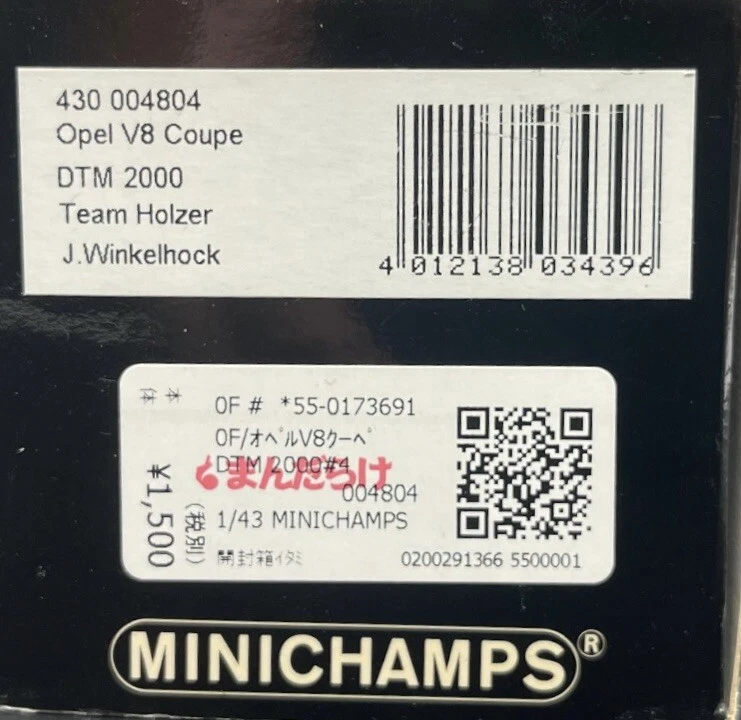 430 004804
Opel V8 Coupe
DTM 2000
Team Holzer
J.Winkelhock
4 012138 034396
本体
¥1,500
(税別)
OF # *55-0173691
OF/オペルV8クーペ
DTM 2000#4
まんだらけ
004804
1/43 MINICHAMPS
開封箱イタミ
0200291366 5500001
MINICHAMPS®